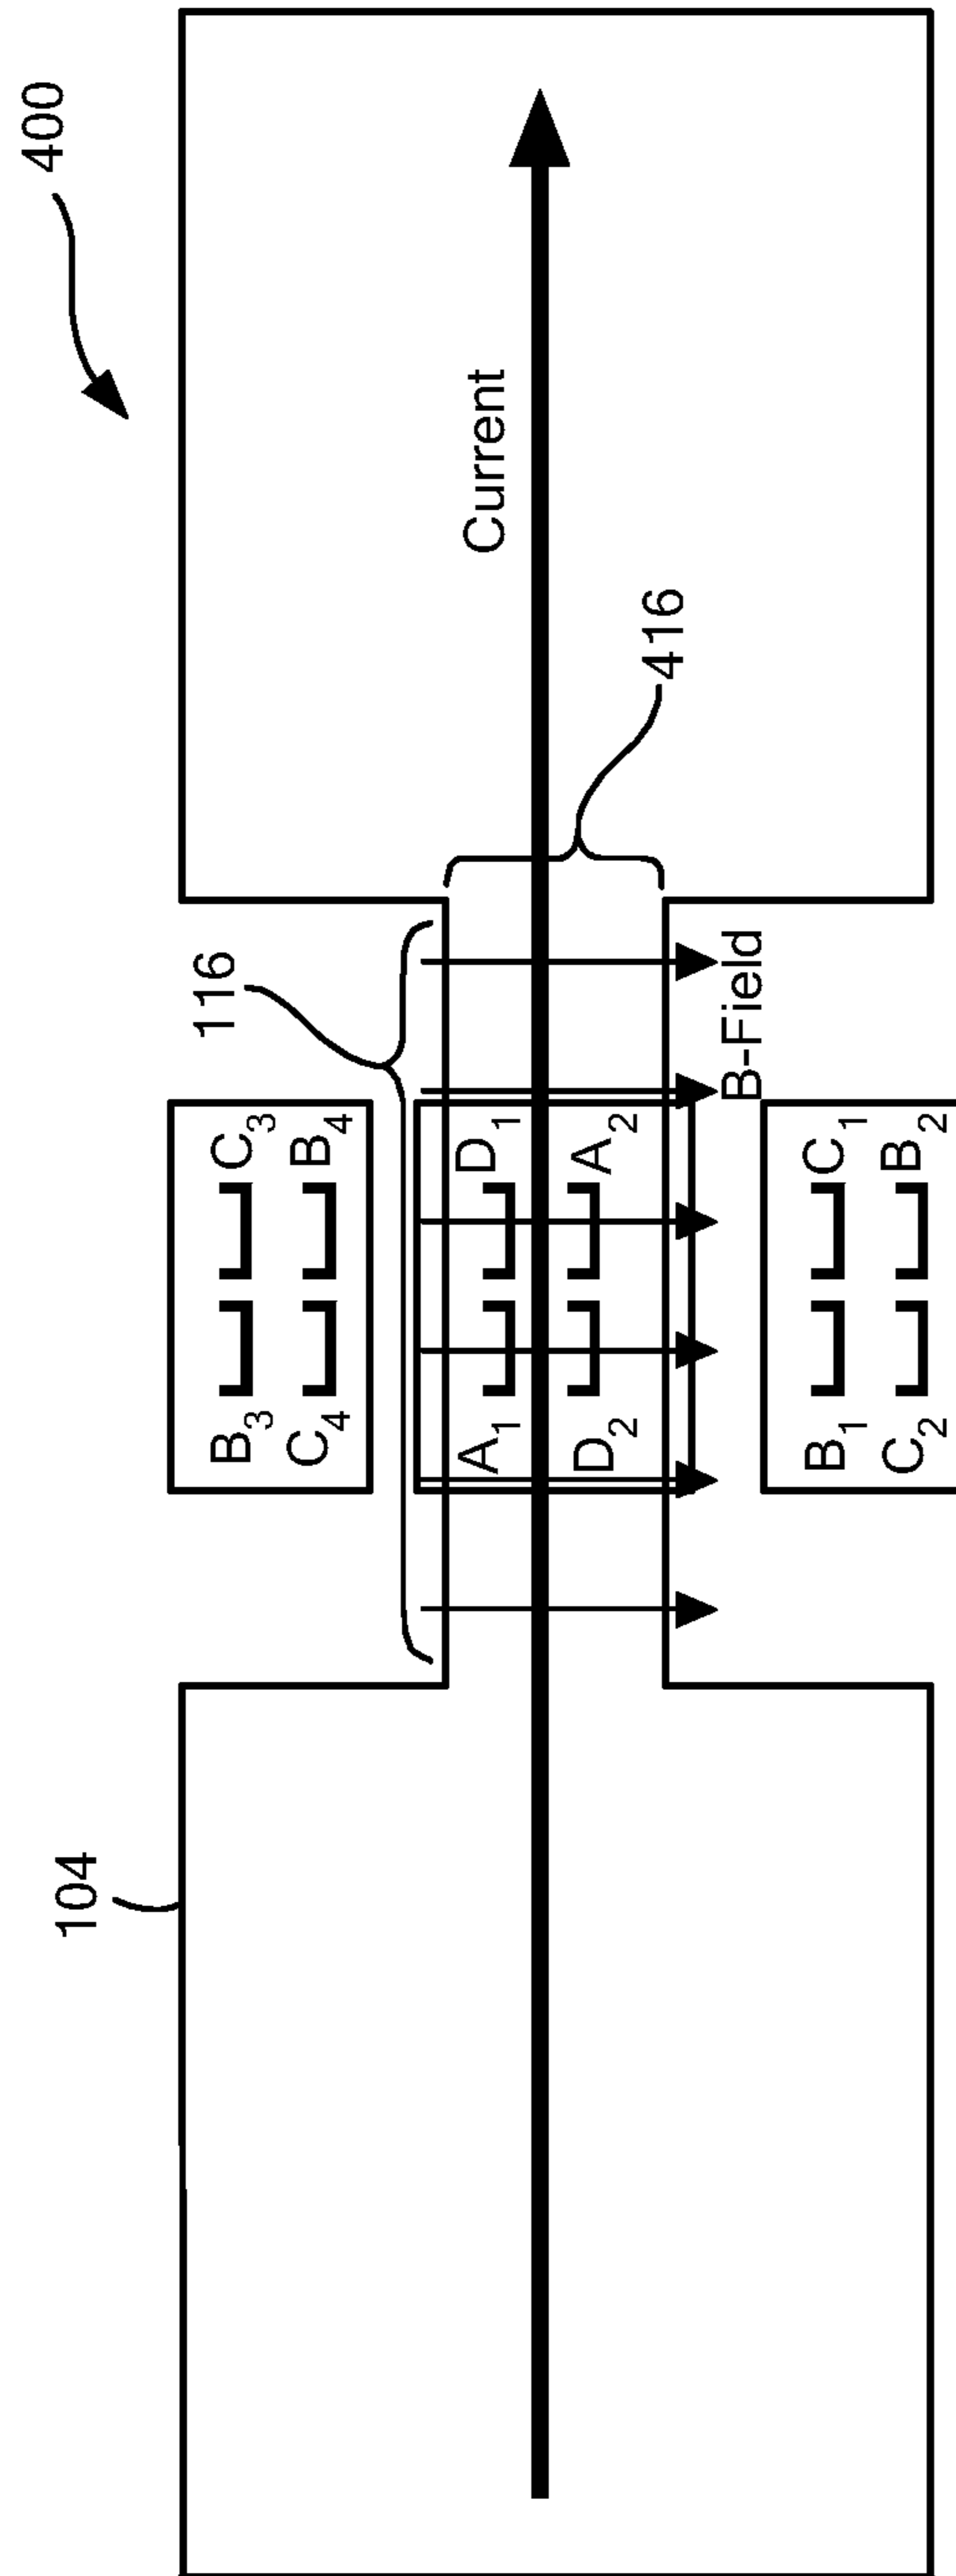 400
104
116
B3 C3
C4 B4
A1 D1
Current
D2 A2
416
B-Field
B1 C1
C2 B2